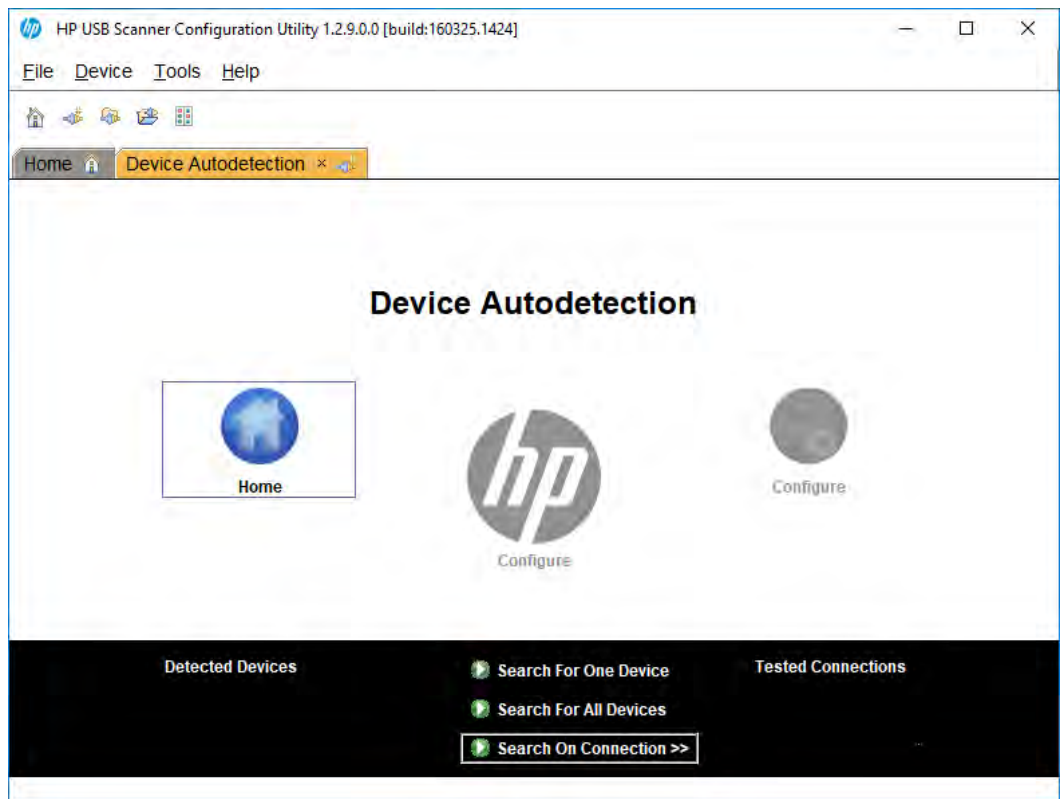 HP USB Scanner Configuration Utility 1.2.9.0.0 [build:160325.1424]
File Device Tools Help
Home Device Autodetection ×
Device Autodetection
Home
hp
Configure
Configure
Detected Devices
Search For One Device
Tested Connections
Search For All Devices
Search On Connection >>